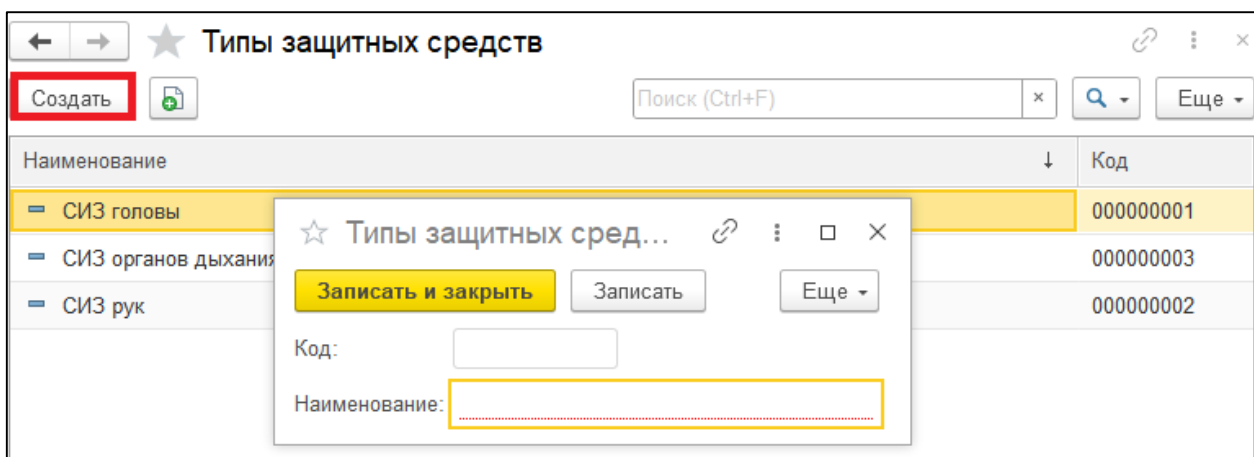 Типы защитных средств
Создать
Поиск (Ctrl+F)
×
Еще
Наименование
↓
Код
СИЗ головы
000000001
СИЗ органов дыхания
000000003
СИЗ рук
000000002
Типы защитных сред...
Записать и закрыть
Записать
Еще
Код:
Наименование: